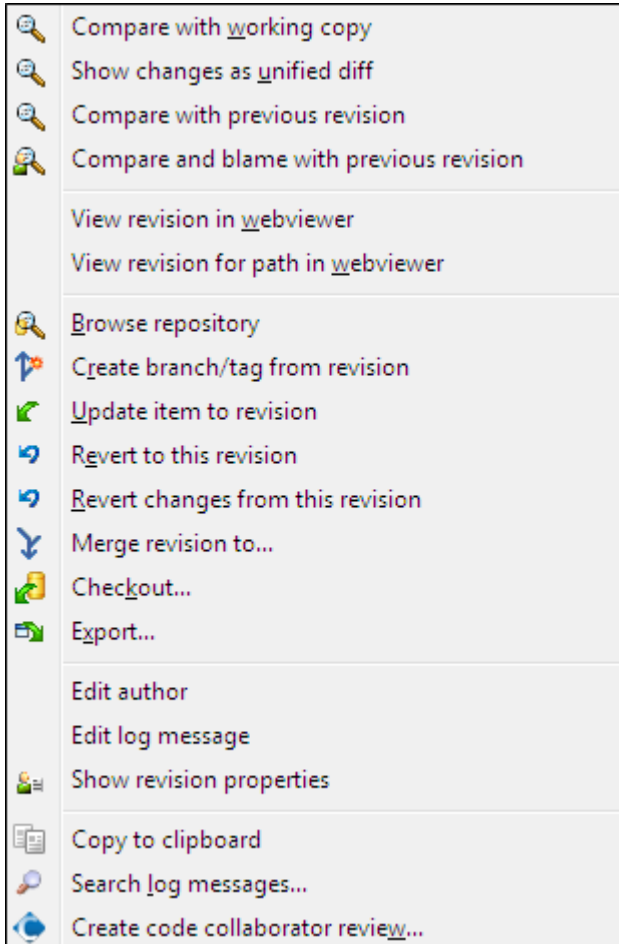 Compare with working copy
Show changes as unified diff
Compare with previous revision
Compare and blame with previous revision
View revision in webviewer
View revision for path in webviewer
Browse repository
Create branch/tag from revision
Update item to revision
Revert to this revision
Revert changes from this revision
Merge revision to...
Checkout...
Export...
Edit author
Edit log message
Show revision properties
Copy to clipboard
Search log messages...
Create code collaborator review...